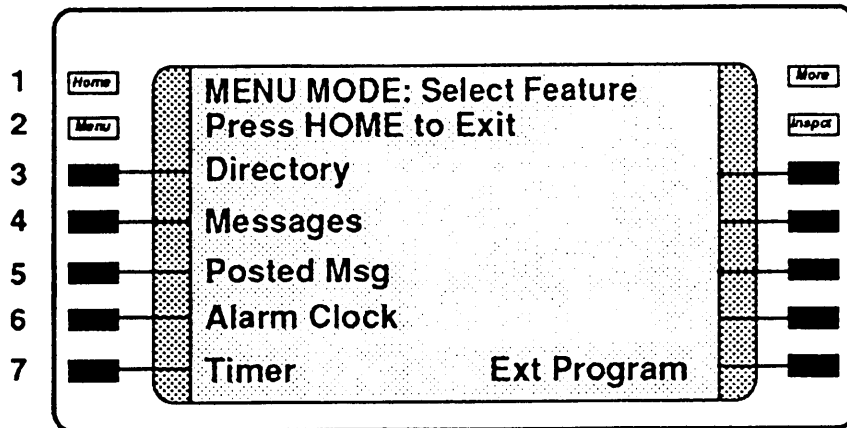 1 Home MENU MODE: Select Feature More
2 Menu Press HOME to Exit Inspct
3 Directory
4 Messages
5 Posted Msg
6 Alarm Clock
7 Timer Ext Program